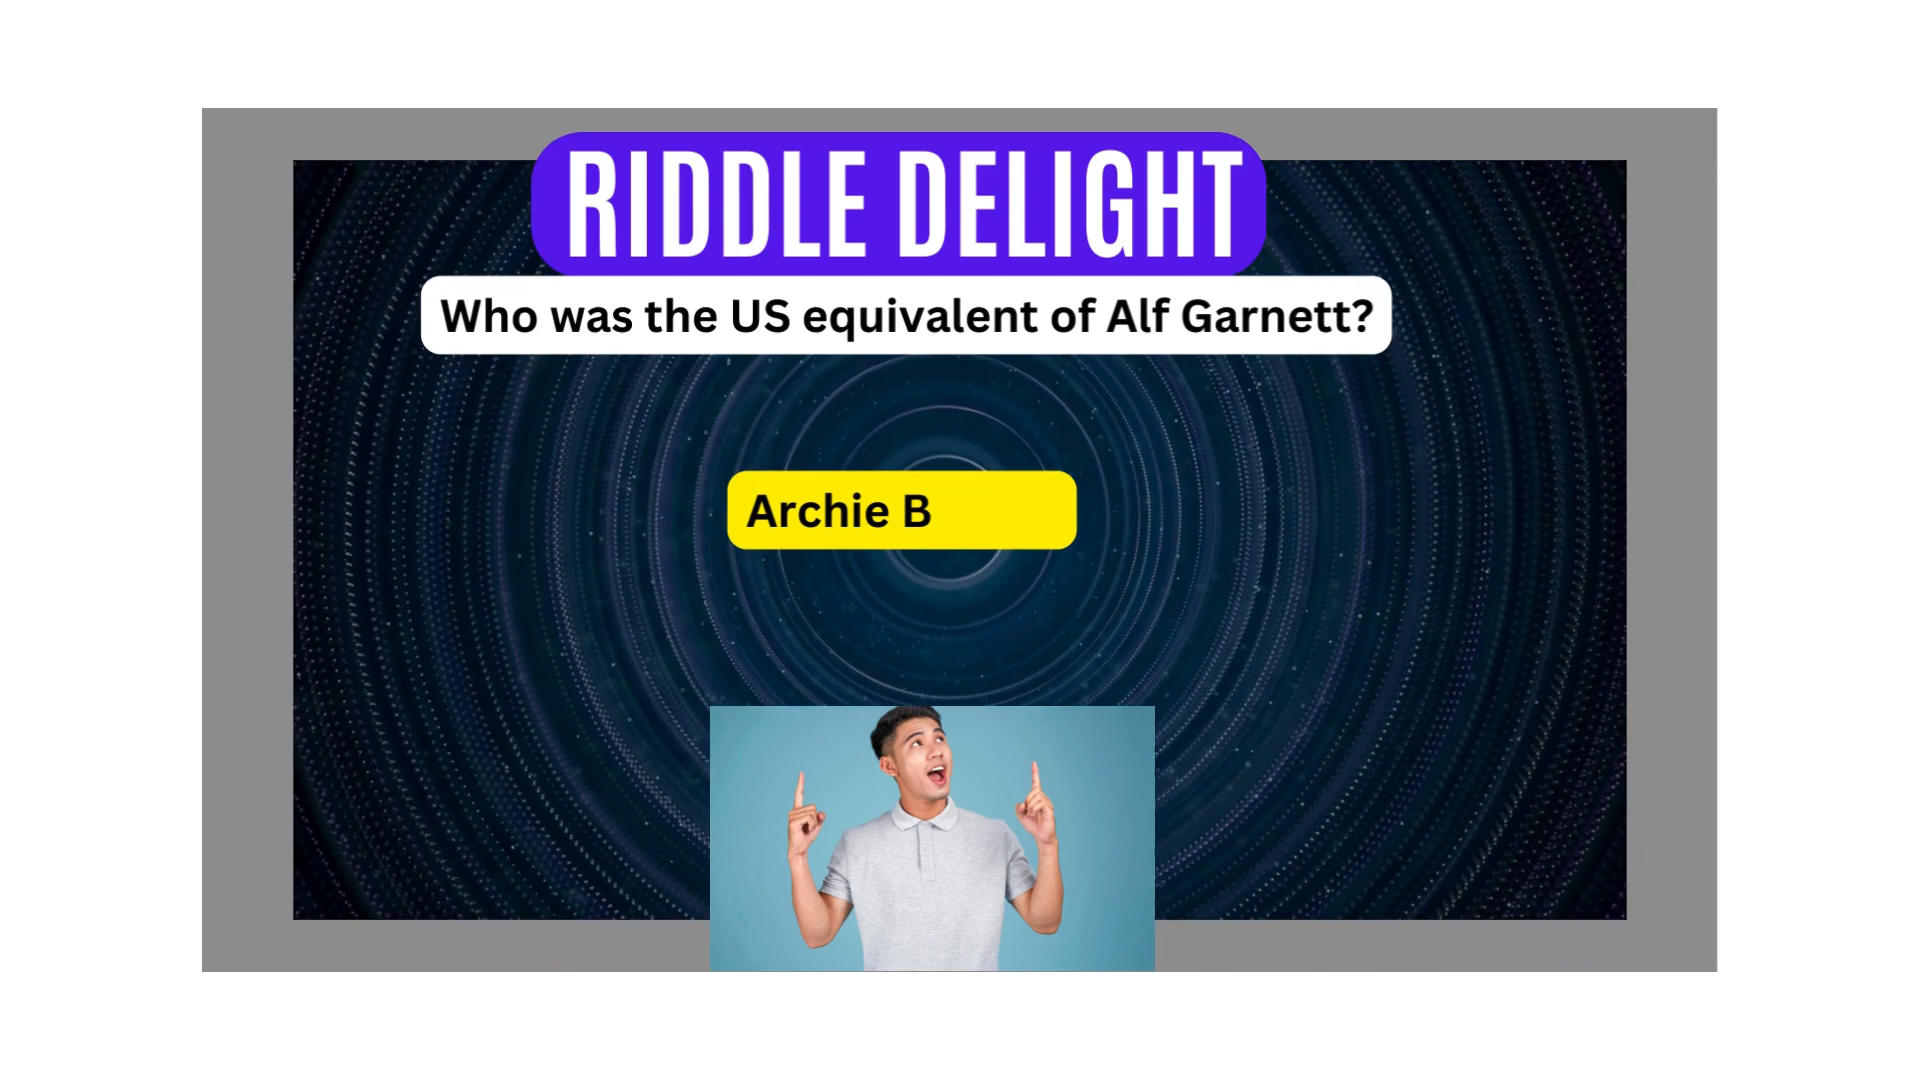 RIDDLE DELIGHT
Who was the US equivalent of Alf Garnett?
Archie B